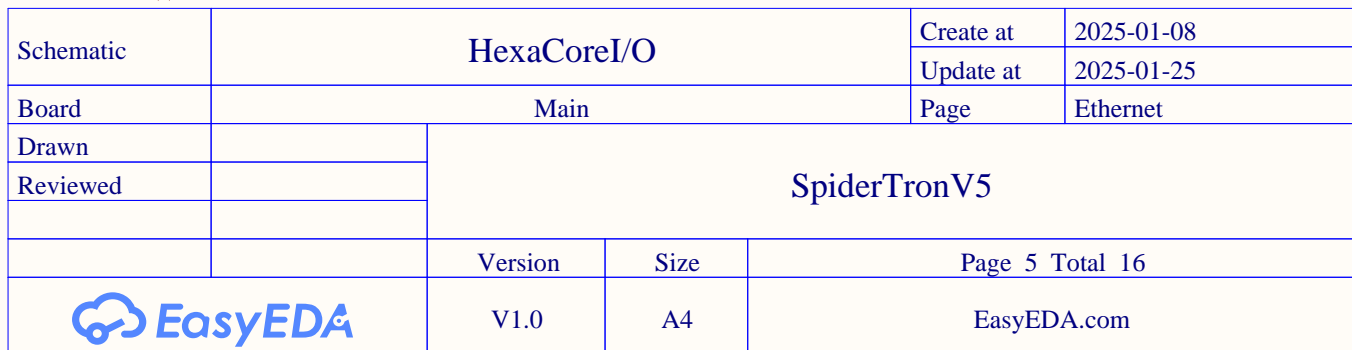 Schematic HexaCoreI/O Create at 2025-01-08
Update at 2025-01-25
Board Main Page Ethernet
Drawn
Reviewed SpiderTronV5
Version Size Page 5 Total 16
EasyEDA V1.0 A4 EasyEDA.com